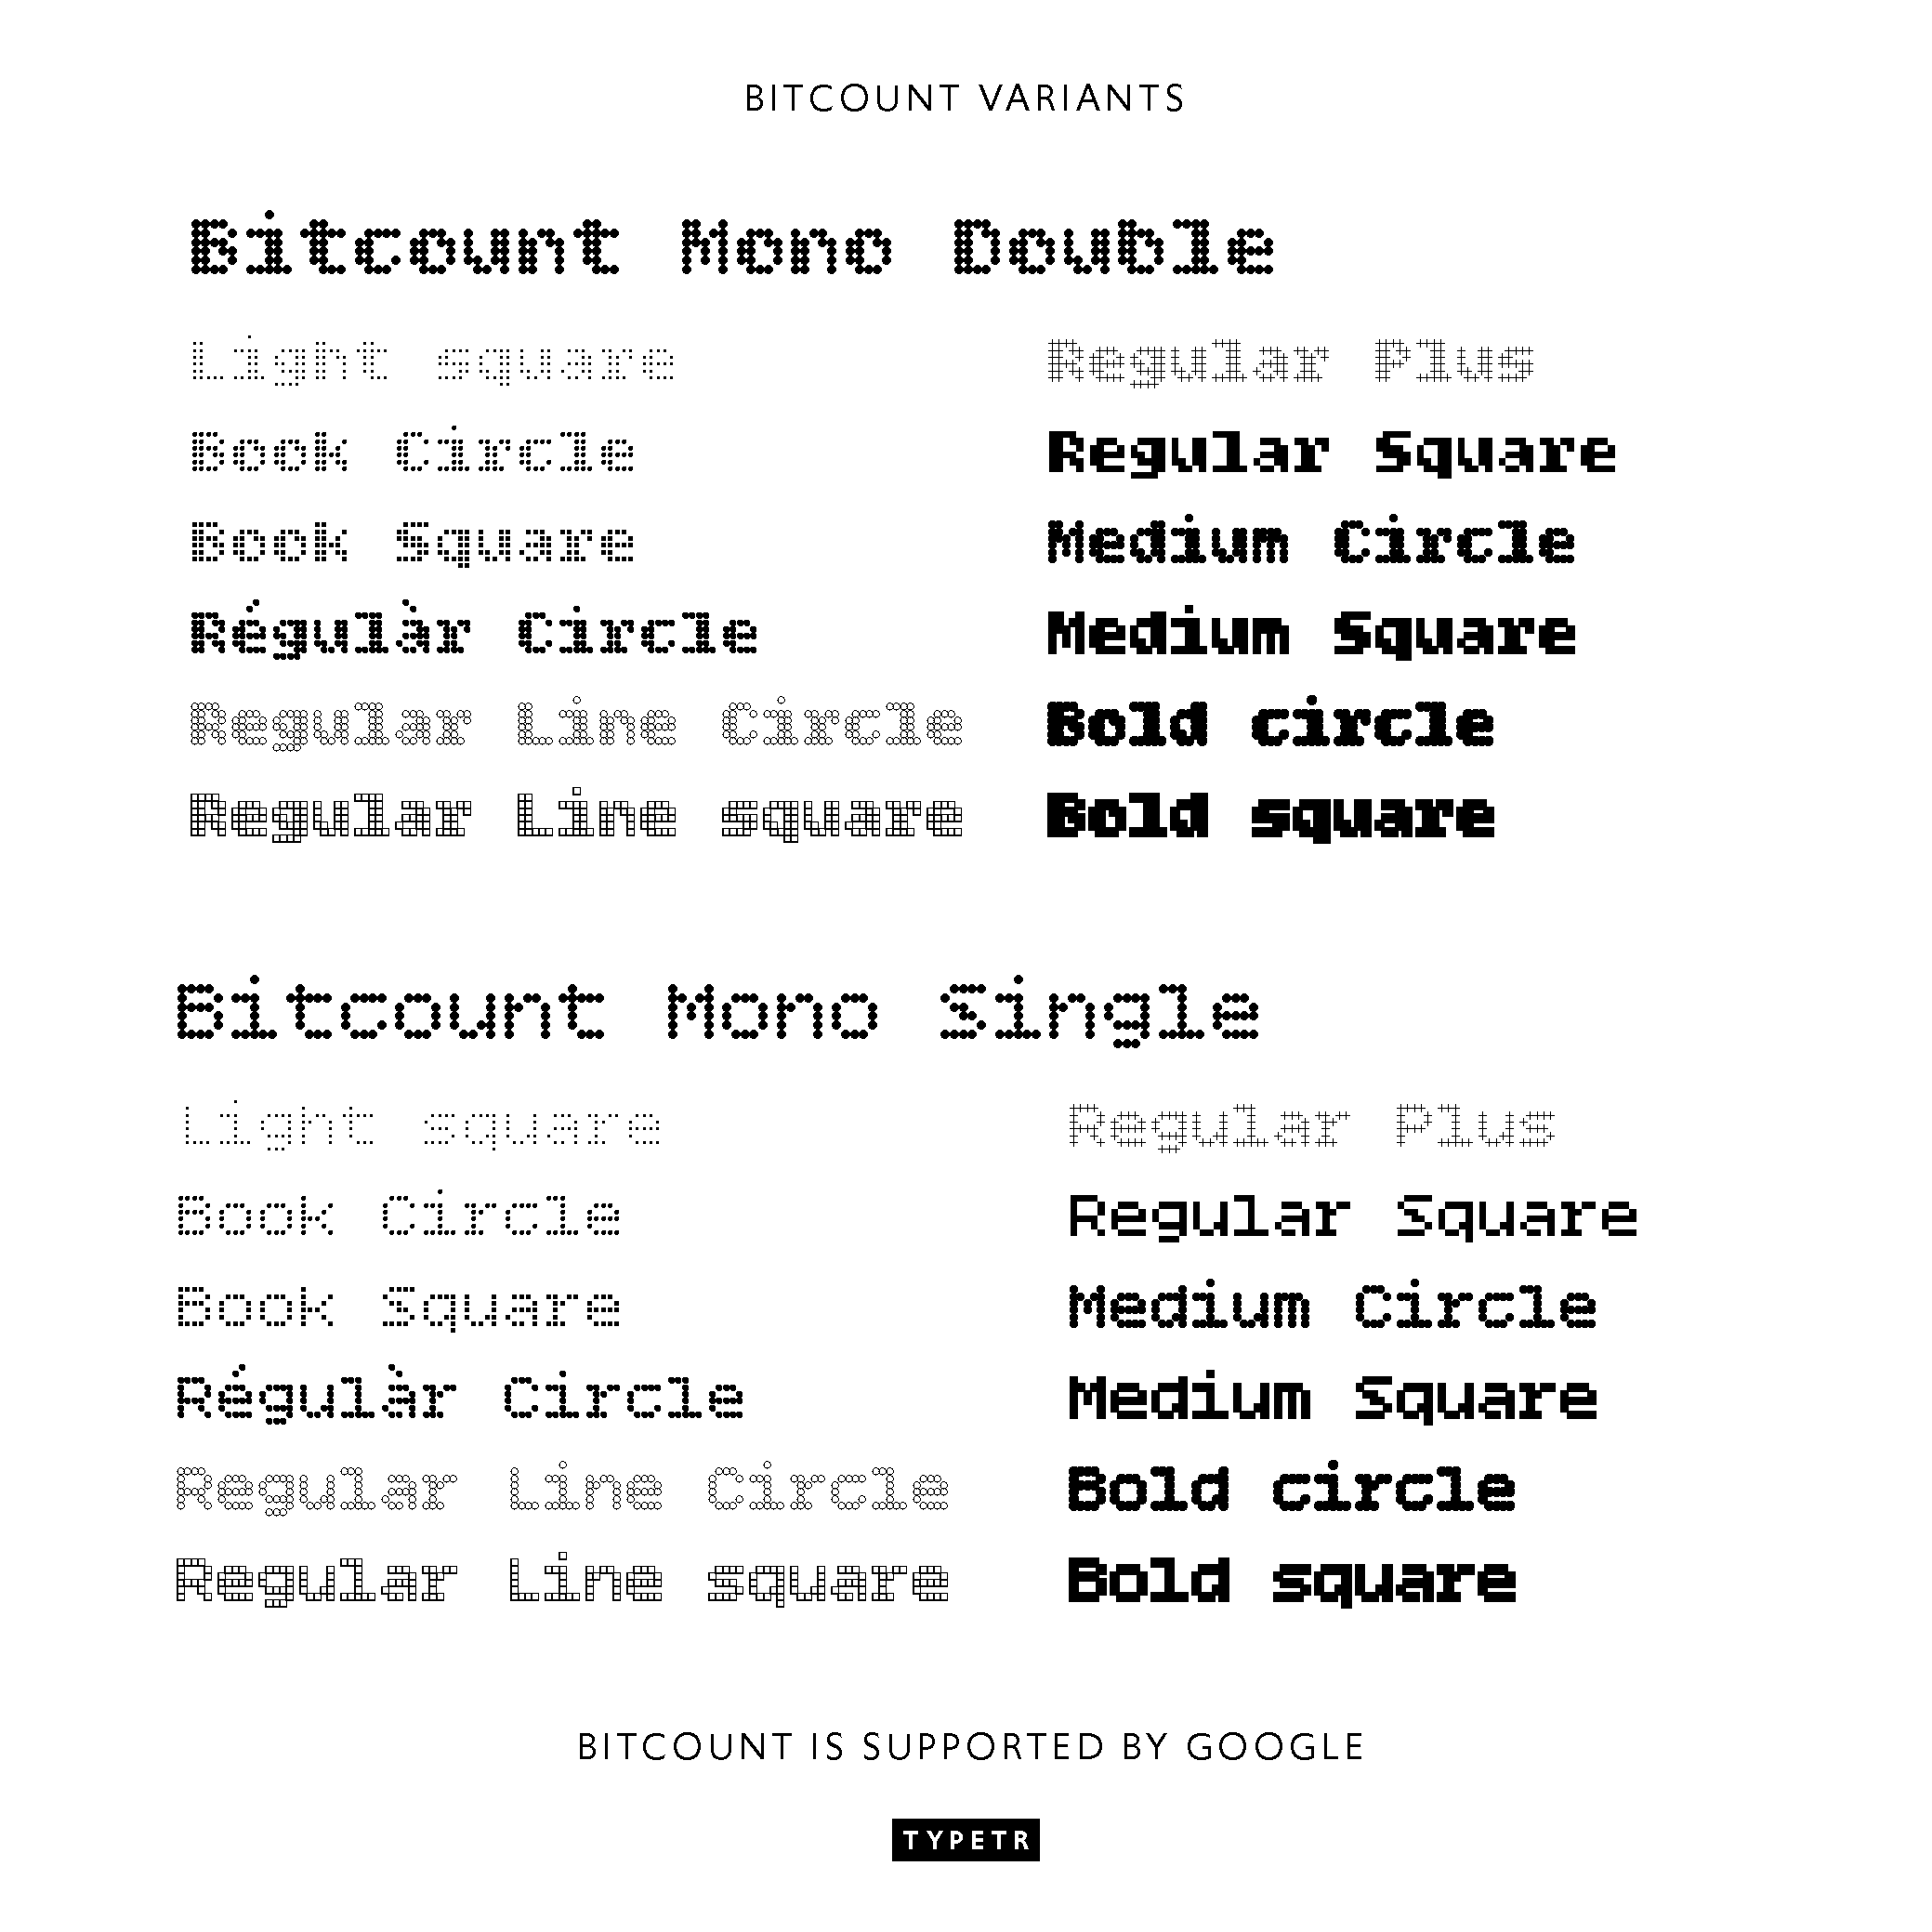 BITCOUNT VARIANTS
Bitcount Mono Double
Light square
Book Circle
Book Square
Régulàr Circle
Regular Line Circle
Regular Line square
Regular Plus
Regular Square
Medium Circle
Medium Square
Bold circle
Bold square
Bitcount Mono Single
Light square
Book Circle
Book Square
Régulàr Circle
Regular Line Circle
Regular Line square
Regular Plus
Regular Square
Medium Circle
Medium Square
Bold circle
Bold square
BITCOUNT IS SUPPORTED BY GOOGLE
TYPETR